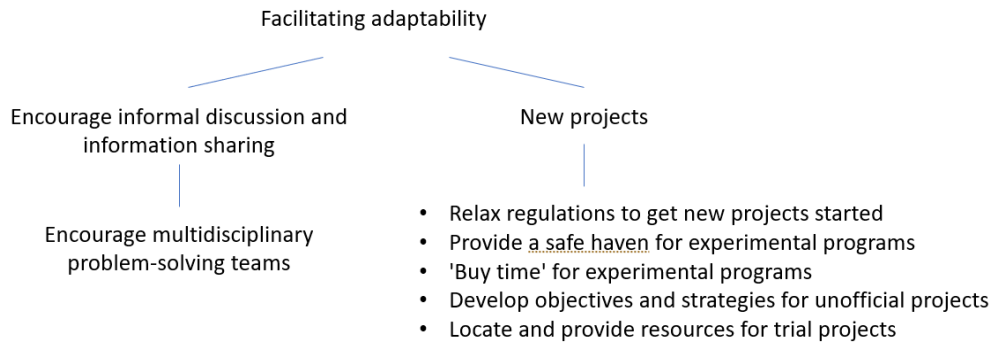 Facilitating adaptability
Encourage informal discussion and
information sharing
Encourage multidisciplinary
problem-solving teams
New projects
• Relax regulations to get new projects started
• Provide a safe haven for experimental programs
• 'Buy time' for experimental programs
• Develop objectives and strategies for unofficial projects
• Locate and provide resources for trial projects